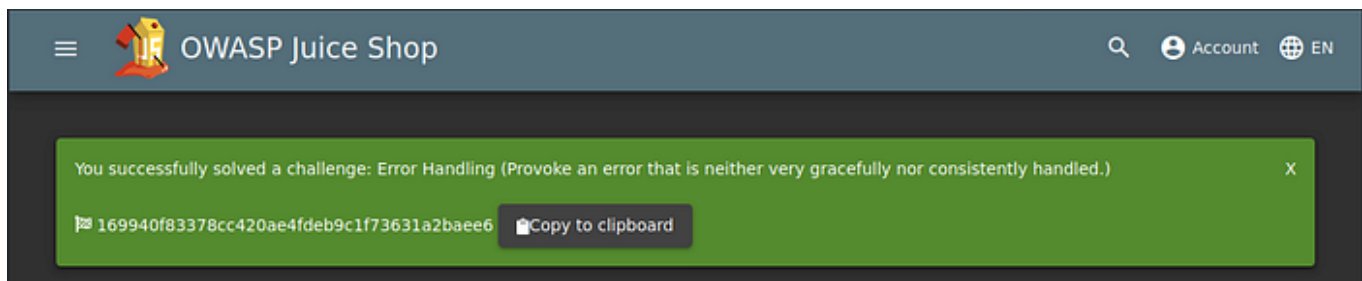 OWASP Juice Shop
Account EN
You successfully solved a challenge: Error Handling (Provoke an error that is neither very gracefully nor consistently handled.) X
169940f83378cc420ae4fdeb9c1f73631a2baee6 Copy to clipboard